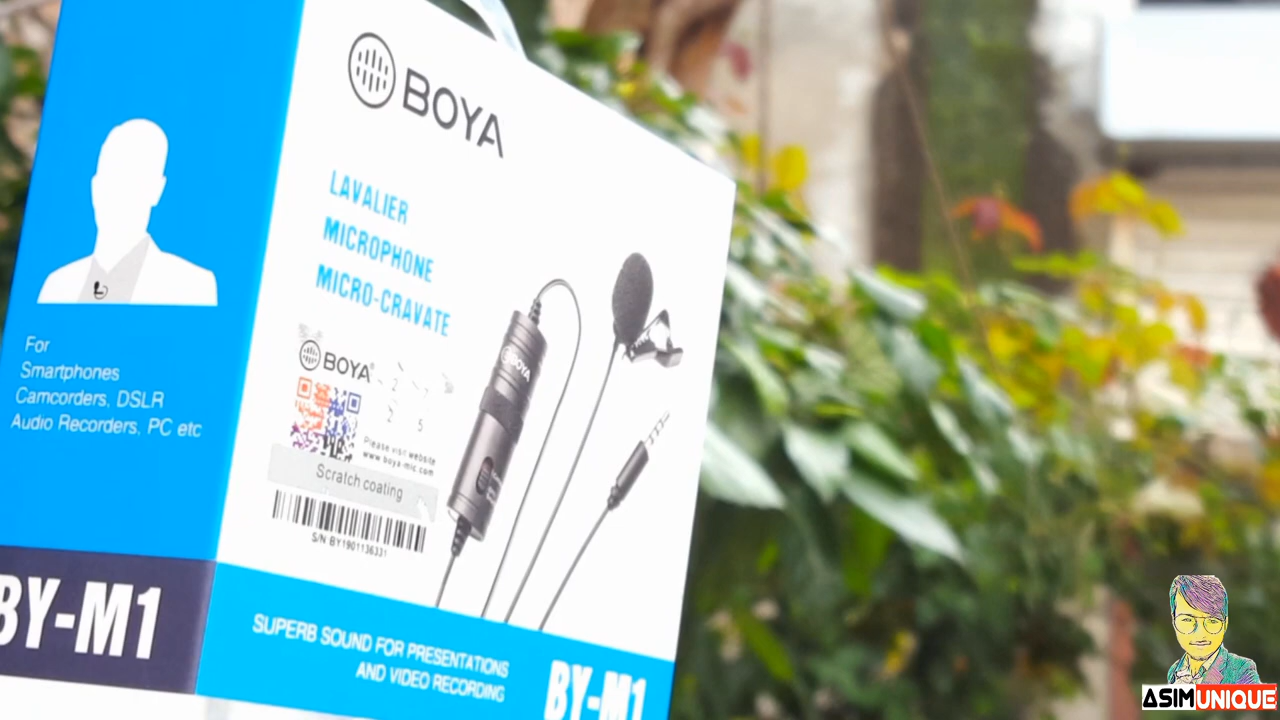 BOYA
LAVALIER
MICROPHONE
MICRO-CRAVATE
BOYA
BOYA®
Please visit website
www.boya-mic.com
Scratch coating
S/N BY1901136331
For
Smartphones
Camcorders, DSLR
Audio Recorders, PC etc
BY-M1
SUPERB SOUND FOR PRESENTATIONS
AND VIDEO RECORDING
BY-M1
ASIMUNIQUE